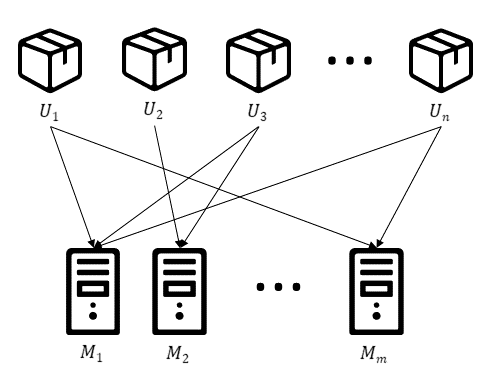 U₁ U₂ U₃ ··· Uₙ
M₁ M₂ ··· Mₘ